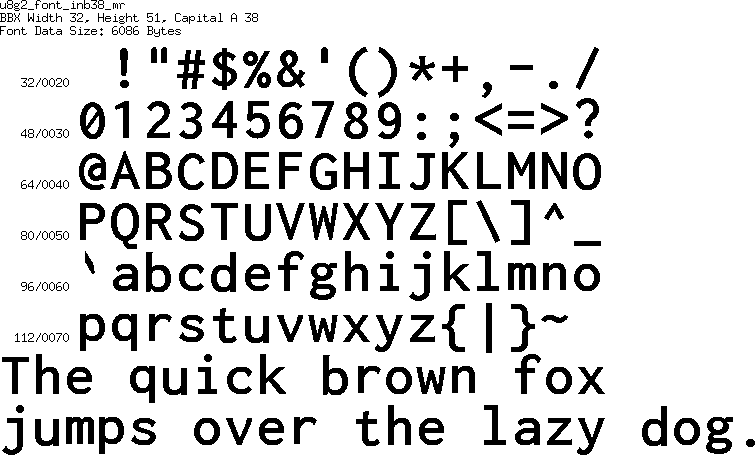 u8g2_font_inb38_mr
BBX Width 32, Height 51, Capital A 38
Font Data Size: 6086 Bytes
32/0020 !"#$%&'()*+,-./
48/0030 0123456789:;<=>?
64/0040 @ABCDEFGHIJKLMNO
80/0050 PQRSTUVWXYZ[\]^_
96/0060 `abcdefghijklmno
112/0070 pqrstuvwxyz{|}~
The quick brown fox
jumps over the lazy dog.